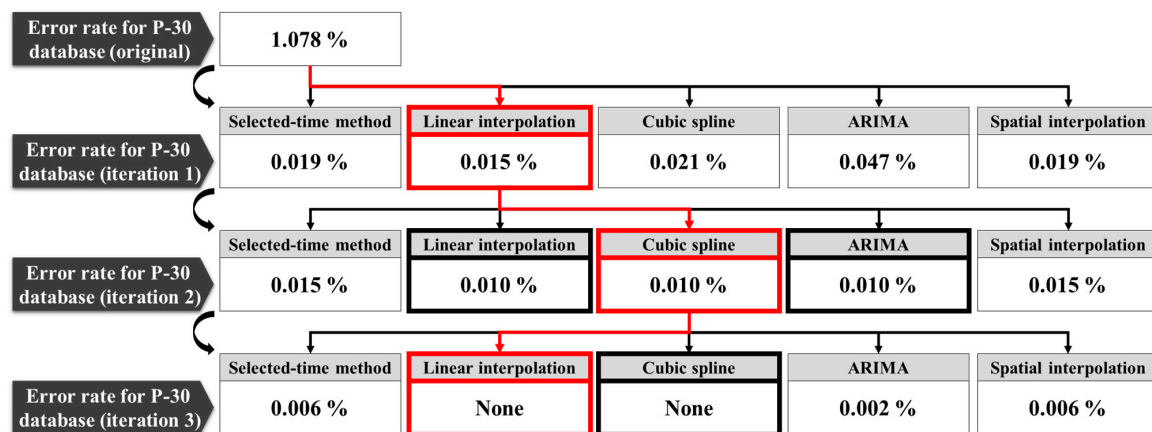 Error rate for P-30
database (original)
1.078 %
Selected-time method
Linear interpolation
Cubic spline
ARIMA
Spatial interpolation
Error rate for P-30
database (iteration 1)
0.019 %
0.015 %
0.021 %
0.047 %
0.019 %
Selected-time method
Linear interpolation
Cubic spline
ARIMA
Spatial interpolation
Error rate for P-30
database (iteration 2)
0.015 %
0.010 %
0.010 %
0.010 %
0.015 %
Selected-time method
Linear interpolation
Cubic spline
ARIMA
Spatial interpolation
Error rate for P-30
database (iteration 3)
0.006 %
None
None
0.002 %
0.006 %